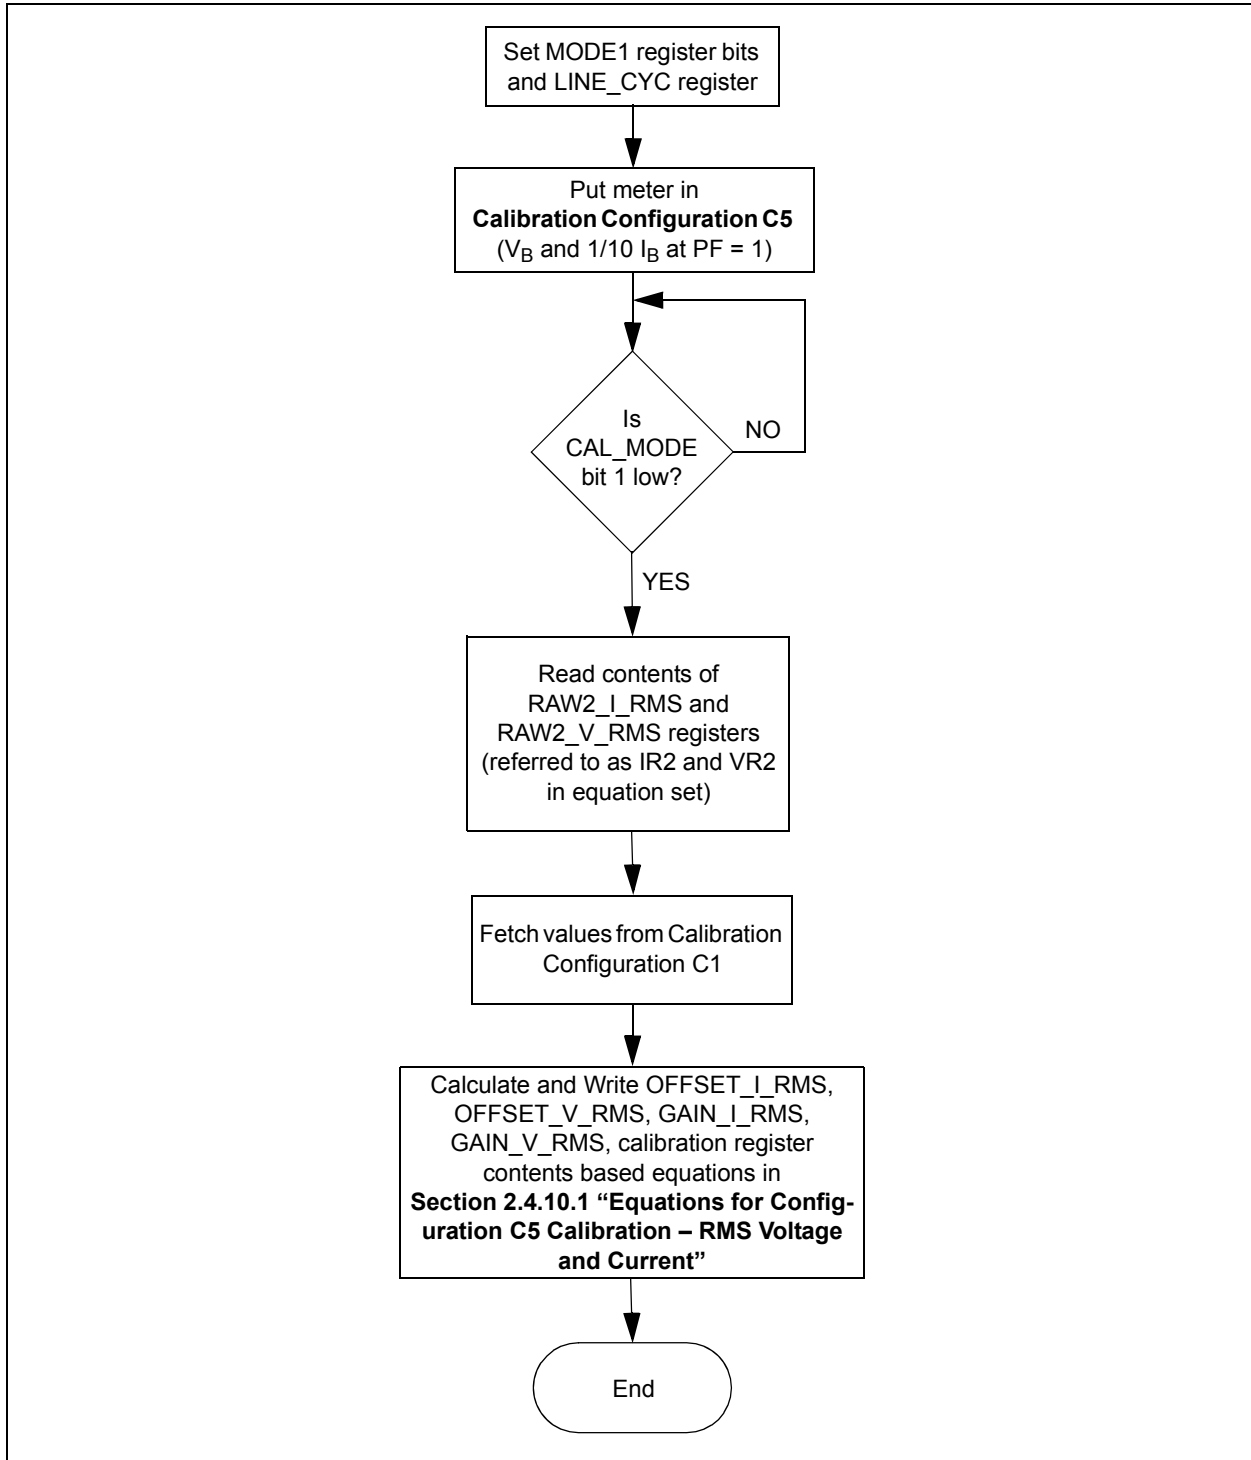 Set MODE1 register bits
and LINE_CYC register
Put meter in
Calibration Configuration C5
(VB and 1/10 IB at PF = 1)
Is
CAL_MODE
bit 1 low?
NO
YES
Read contents of
RAW2_I_RMS and
RAW2_V_RMS registers
(referred to as IR2 and VR2
in equation set)
Fetch values from Calibration
Configuration C1
Calculate and Write OFFSET_I_RMS,
OFFSET_V_RMS, GAIN_I_RMS,
GAIN_V_RMS, calibration register
contents based equations in
Section 2.4.10.1 “Equations for Config-
uration C5 Calibration – RMS Voltage
and Current”
End